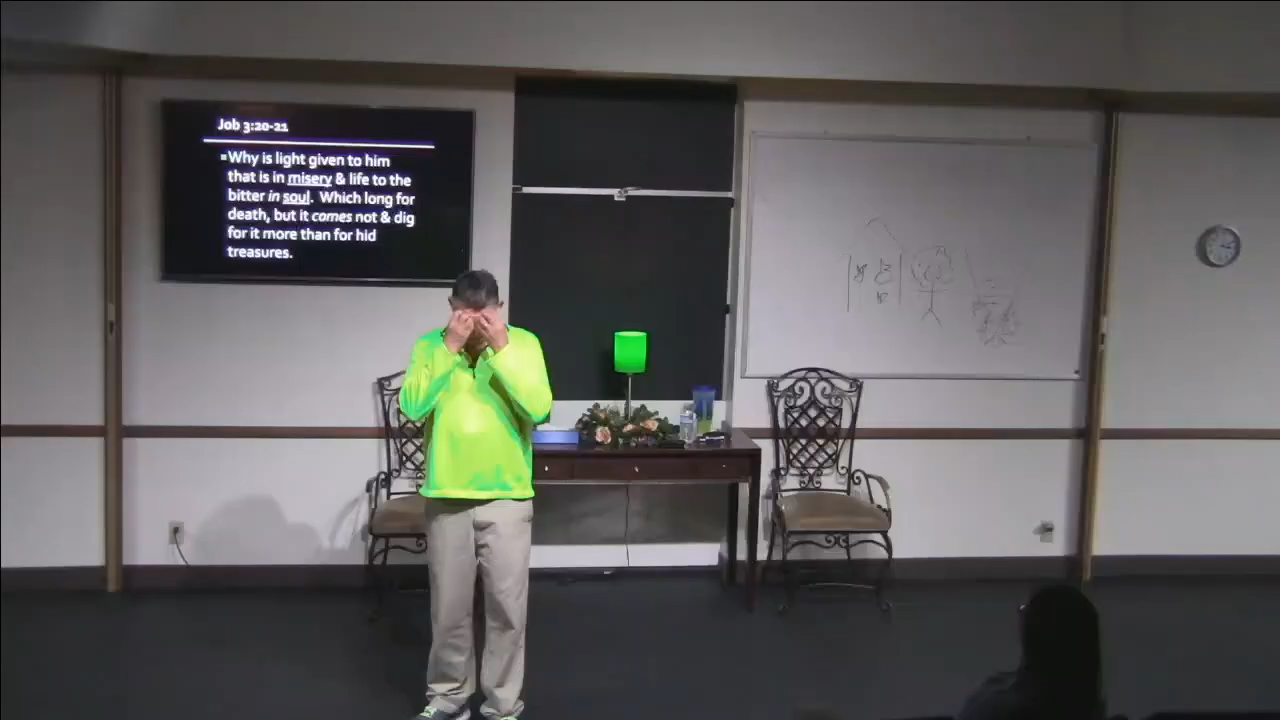 Job 3:20-21
▪Why is light given to him
that is in misery & life to the
bitter in soul. Which long for
death, but it comes not & dig
for it more than for hid
treasures.